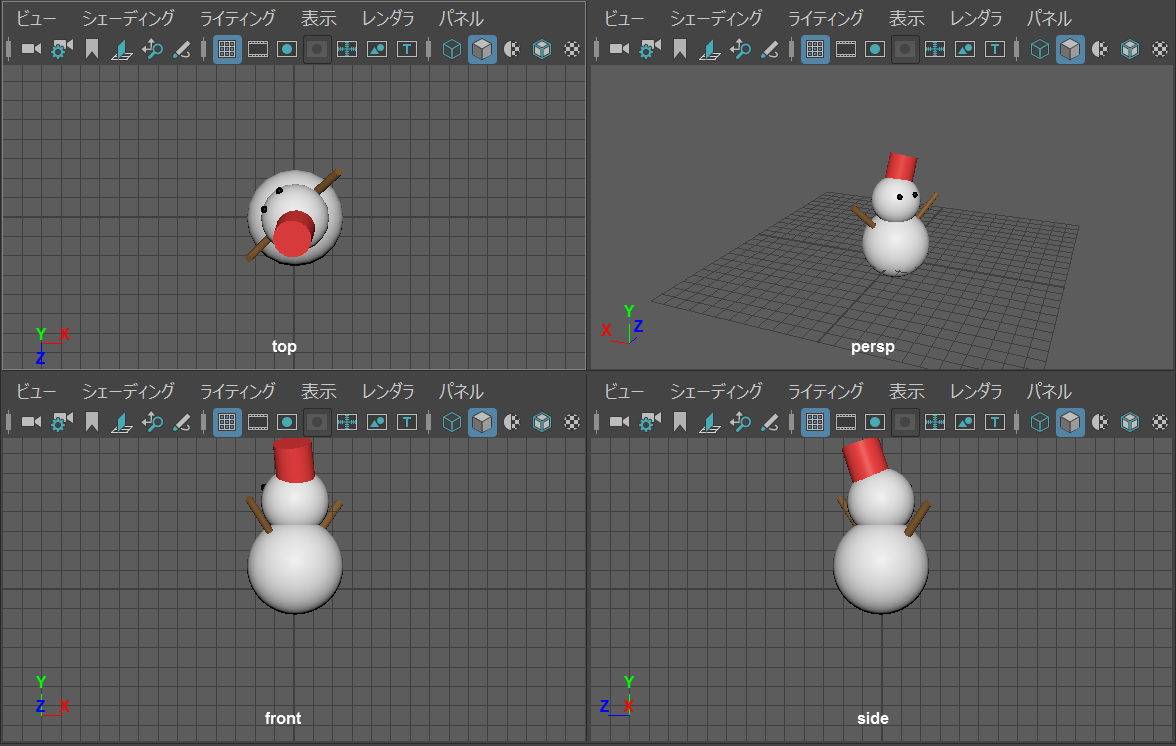 ビュー シェーディング ライティング 表示 レンダラ パネル
T
Y X
Z
top
ビュー シェーディング ライティング 表示 レンダラ パネル
T
Y
X Z
persp
ビュー シェーディング ライティング 表示 レンダラ パネル
T
Y
Z X
front
ビュー シェーディング ライティング 表示 レンダラ パネル
T
Y
Z X
side